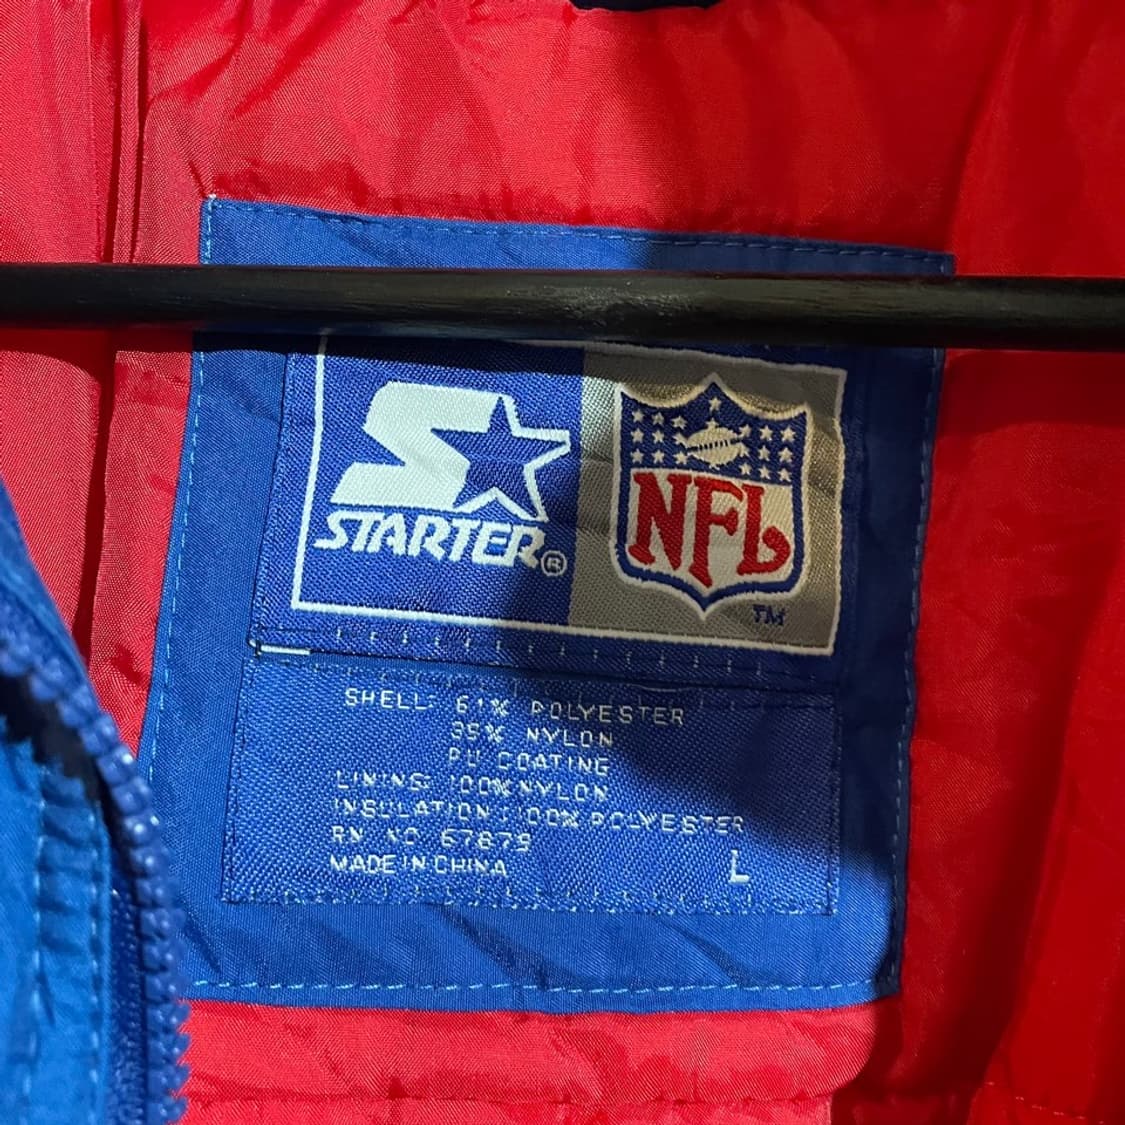 STARTER®
NFL
TM
SHELL: 61% POLYESTER
39% NYLON
PU COATING
LINING: 100% NYLON
INSULATION: 100% POLYESTER
RN NO 67679
MADE IN CHINA
L